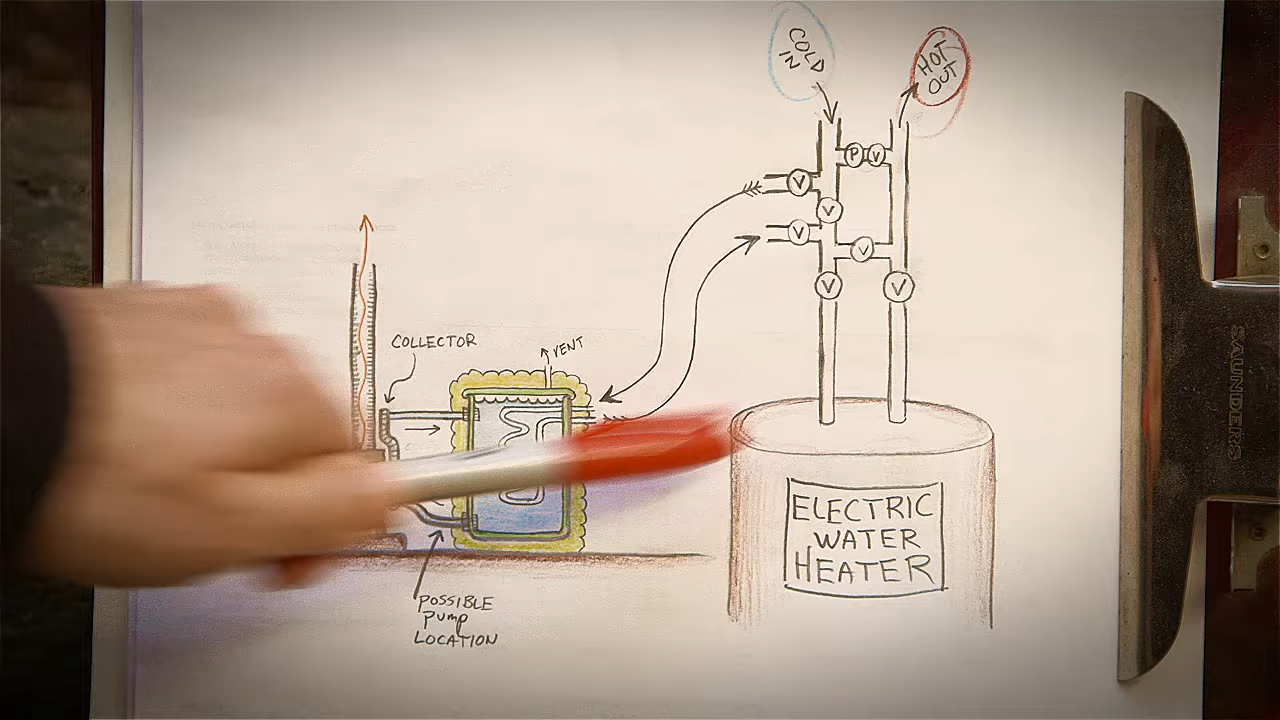 COLD
IN
HOT
OUT
P V
V
V
V
V
V V
COLLECTOR
VENT
ELECTRIC
WATER
HEATER
POSSIBLE
PUMP
LOCATION
SAUNDERS